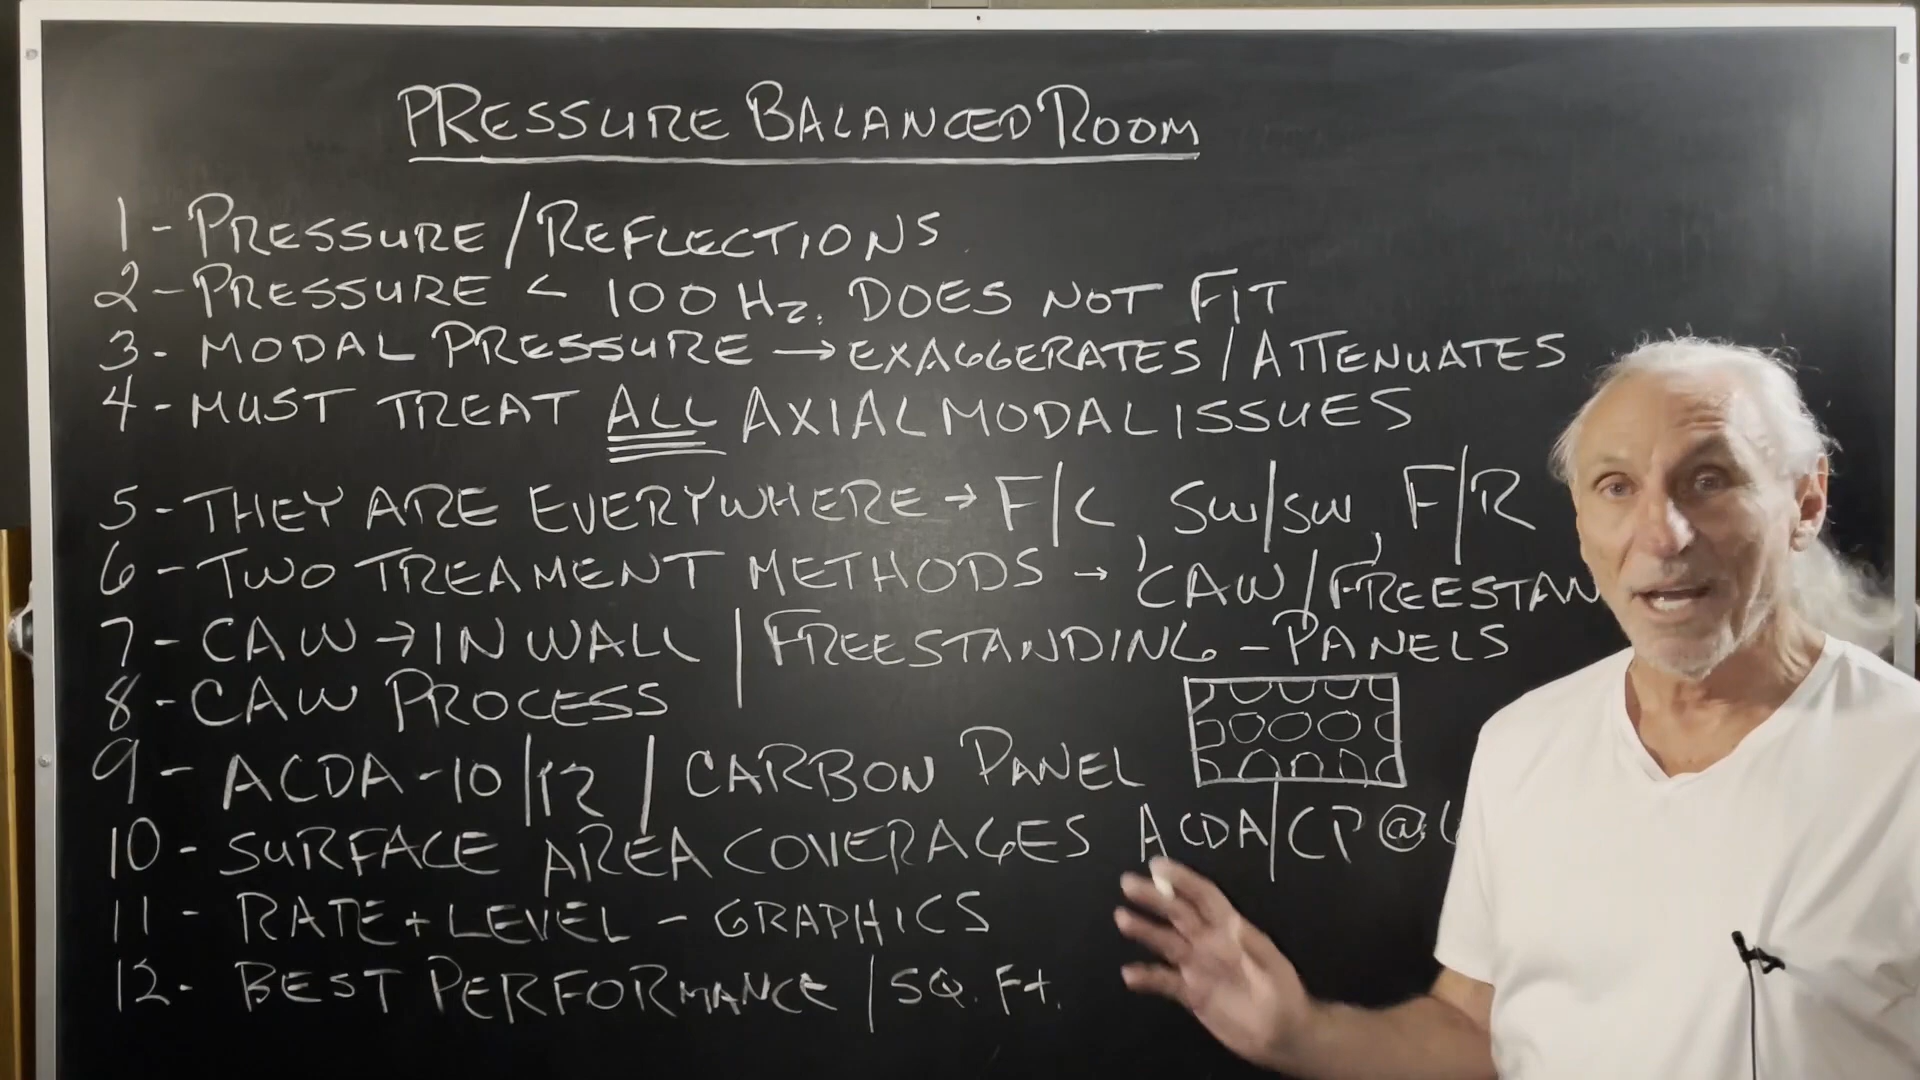 PRESSURE BALANCED ROOM
1 - PRESSURE / REFLECTIONS
2 - PRESSURE < 100 Hz. DOES NOT FIT
3 - MODAL PRESSURE → EXAGGERATES / ATTENUATES
4 - MUST TREAT ALL AXIAL MODAL ISSUES
5 - THEY ARE EVERYWHERE → F/C, SW/SW, F/R
6 - TWO TREAMENT METHODS → CAW / FREESTAN
7 - CAW → IN WALL | FREESTANDING - PANELS
8 - CAW PROCESS
9 - ACDA - 10/12 / CARBON PANEL
10 - SURFACE AREA COVERAGES ACDA/CP @
11 - RATE + LEVEL - GRAPHICS
12 - BEST PERFORMANCE / SQ. Ft.